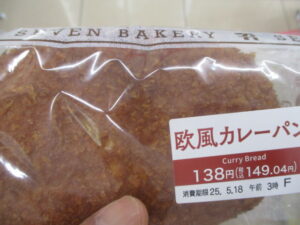 SEVEN BAKERY
欧風カレーパン
Curry Bread
138円(税込149.04円)
消費期限25. 5.18 午前 3時 F